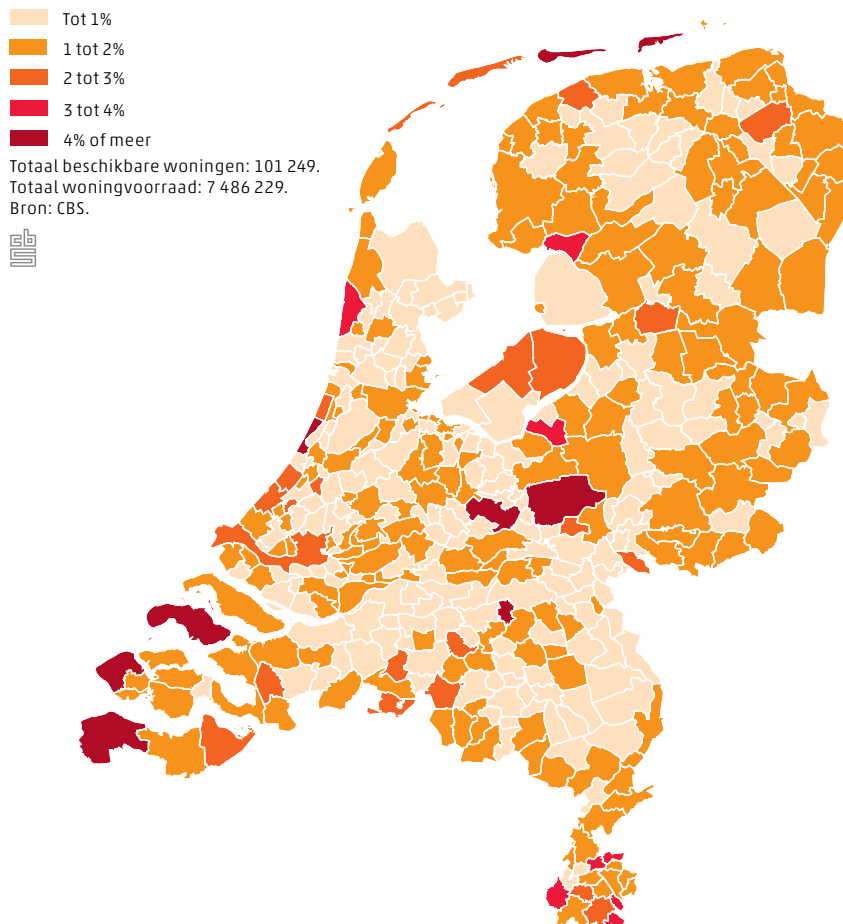 Tot 1%
1 tot 2%
2 tot 3%
3 tot 4%
4% of meer
Totaal beschikbare woningen: 101 249.
Totaal woningvoorraad: 7 486 229.
Bron: CBS.
cbs